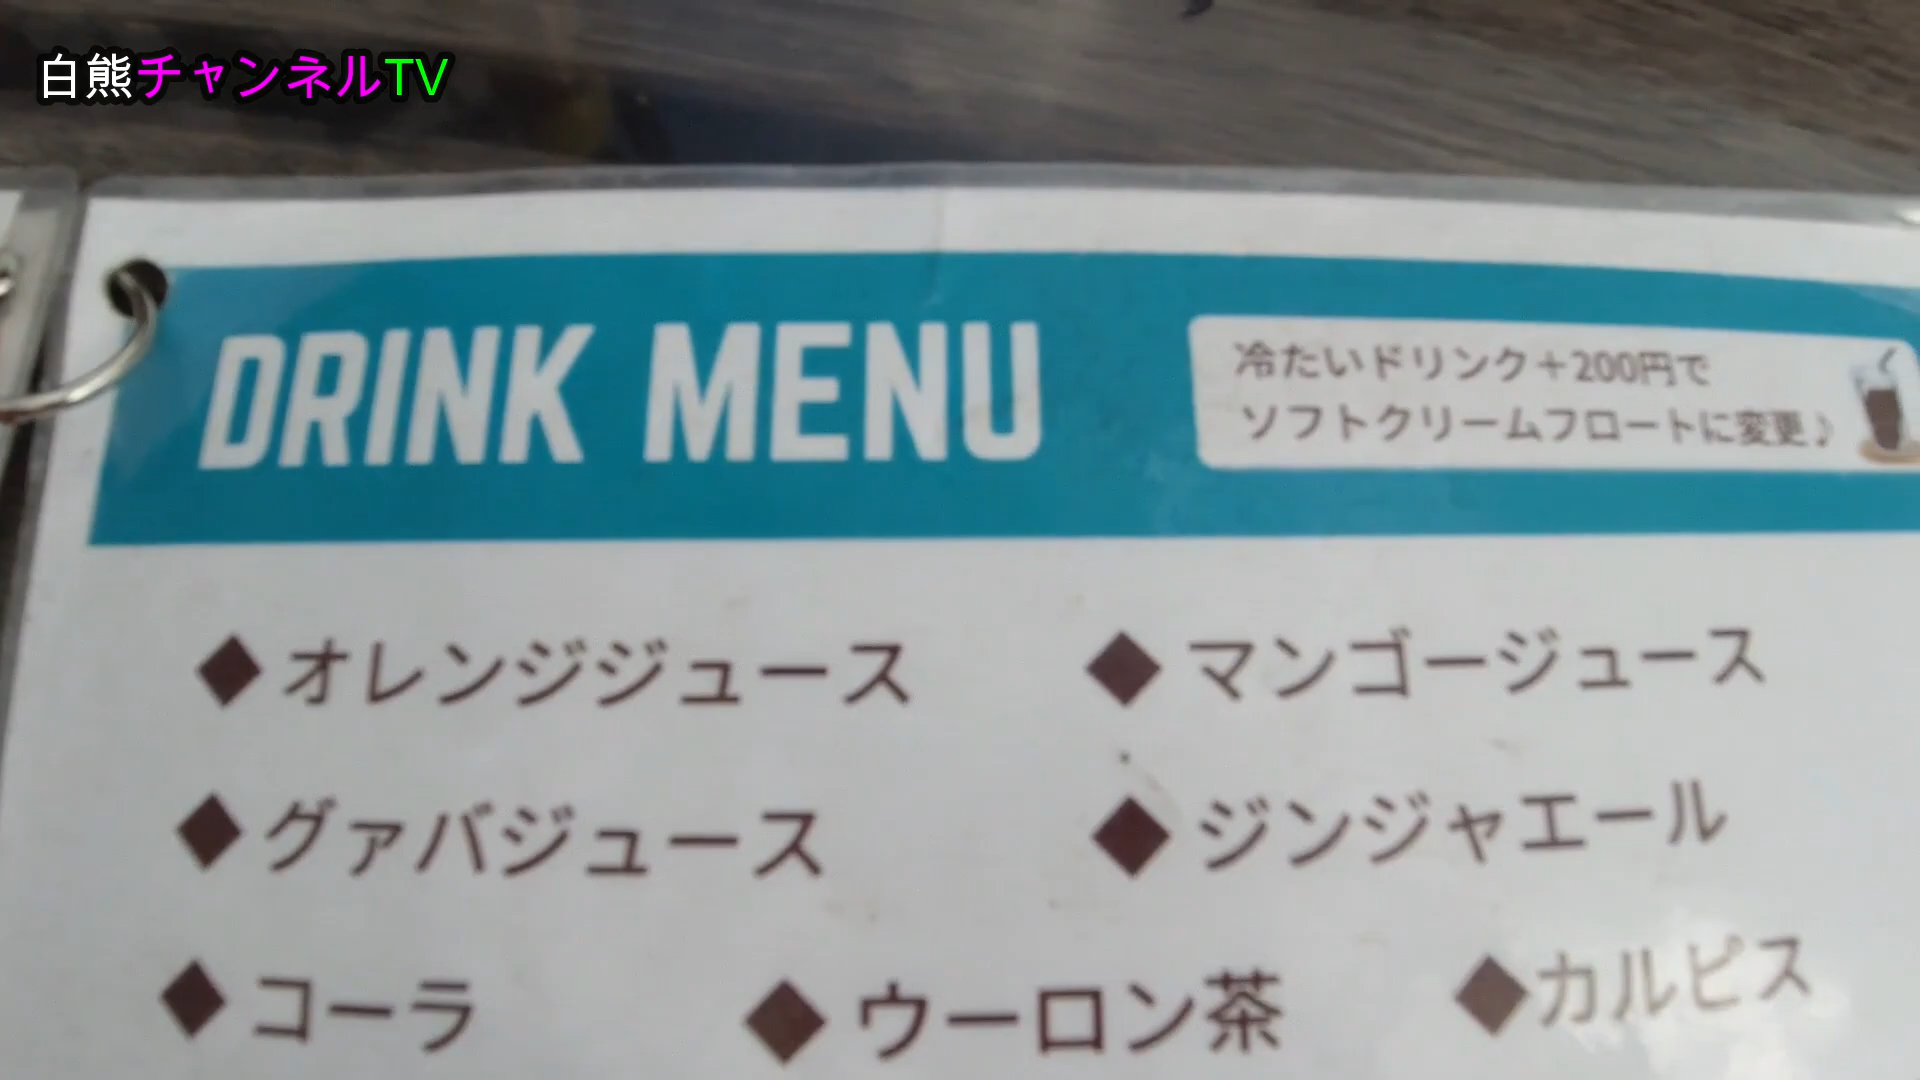 白熊チャンネルTV
DRINK MENU
冷たいドリンク＋200円で
ソフトクリームフロートに変更♪
◆オレンジジュース
◆マンゴージュース
◆グァバジュース
◆ジンジャエール
◆コーラ
◆ウーロン茶
◆カルピス